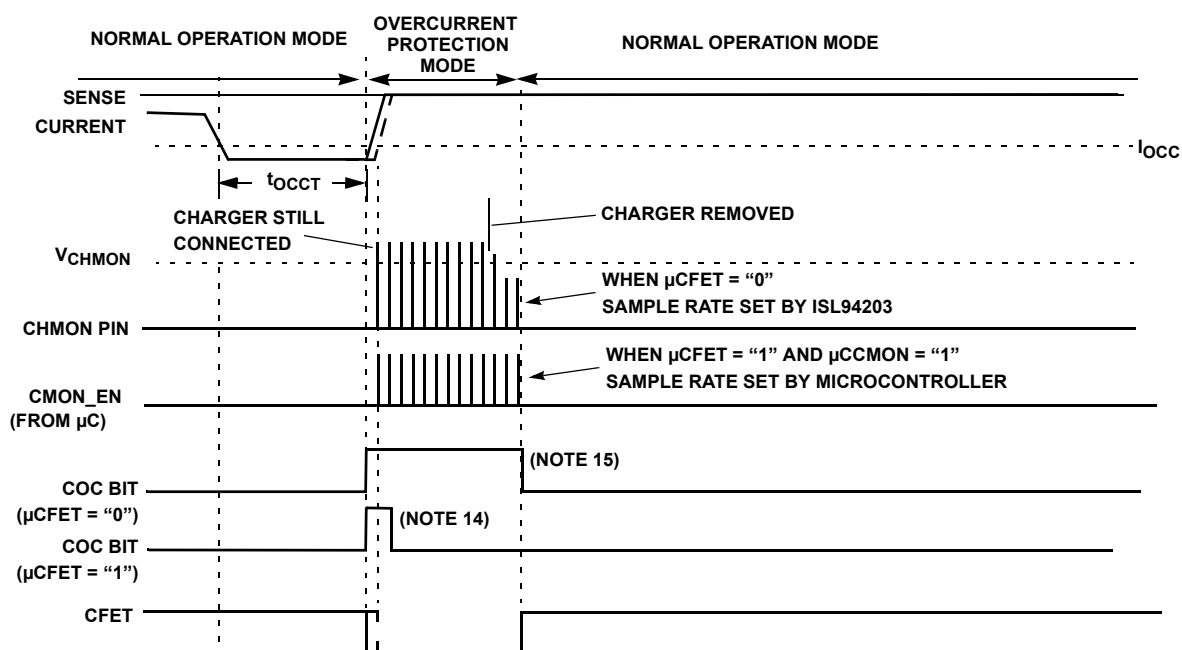 NORMAL OPERATION MODE
OVERCURRENT
PROTECTION
MODE
NORMAL OPERATION MODE
SENSE
CURRENT
IOCC
tOCCT
CHARGER STILL
CONNECTED
CHARGER REMOVED
VCHMON
WHEN µCFET = “0”
SAMPLE RATE SET BY ISL94203
CHMON PIN
WHEN µCFET = “1” AND µCCMON = “1”
SAMPLE RATE SET BY MICROCONTROLLER
CMON_EN
(FROM µC)
(NOTE 15)
COC BIT
(µCFET = “0”)
(NOTE 14)
COC BIT
(µCFET = “1”)
CFET